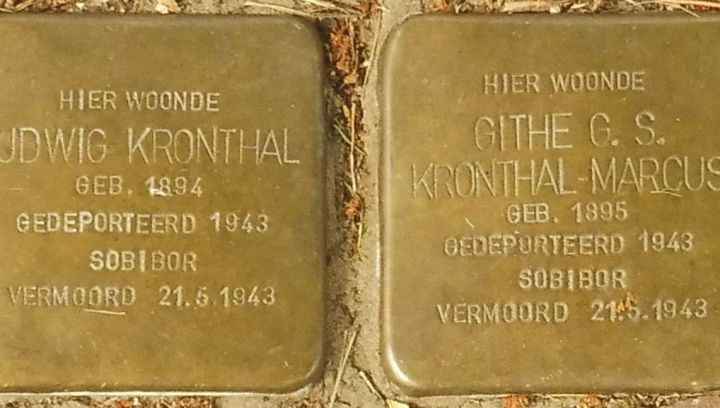 HIER WOONDE
UDWIG KRONTHAL
GEB. 1894
GEDEPORTEERD 1943
SOBIBOR
VERMOORD 21.5.1943
HIER WOONDE
GITHE G. S.
KRONTHAL-MARCUS
GEB. 1895
GEDEPORTEERD 1943
SOBIBOR
VERMOORD 21.5.1943